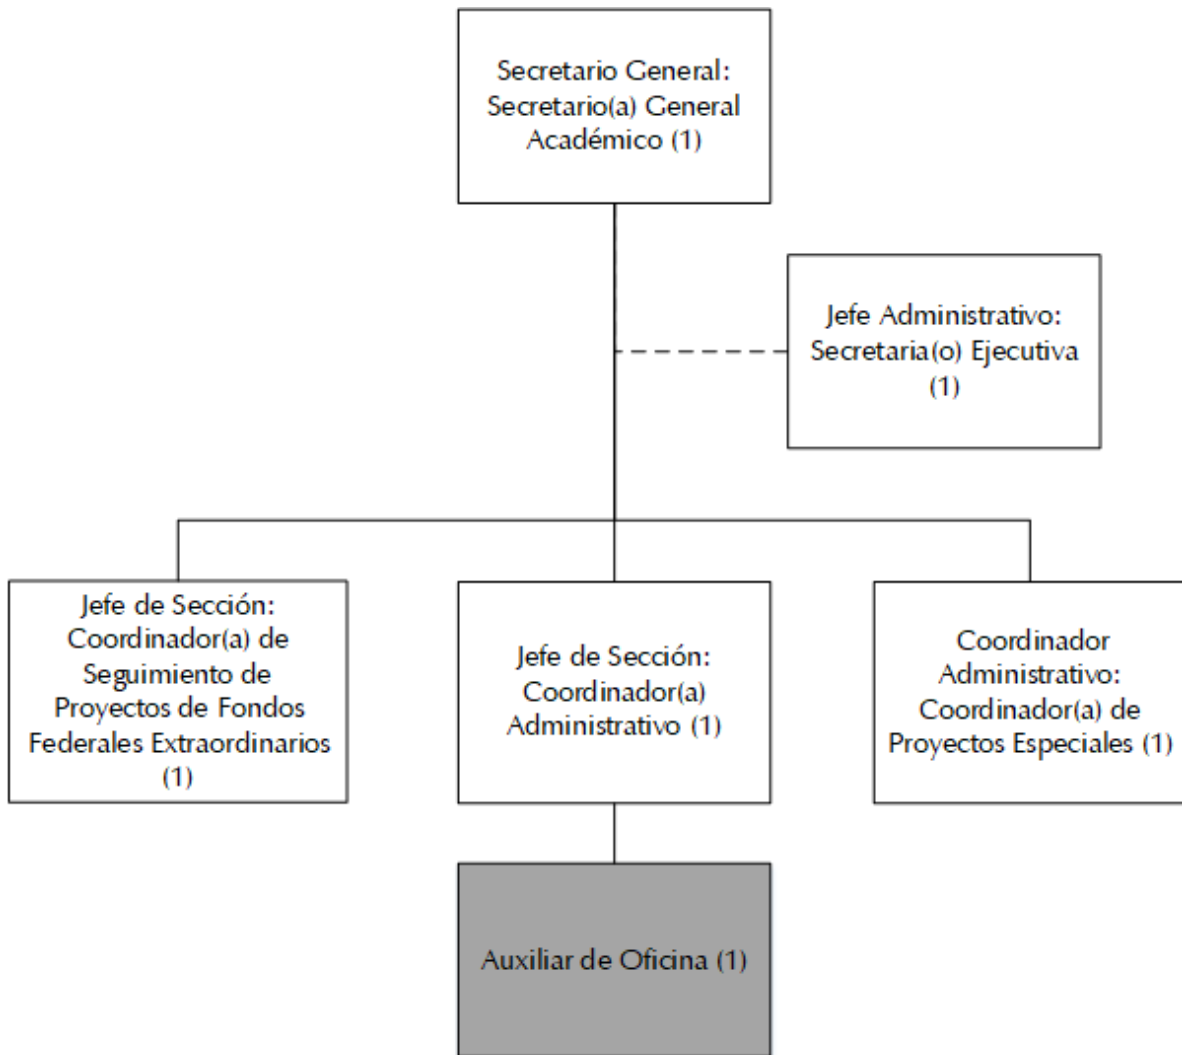 Secretario General:
Secretario(a) General
Académico (1)
Jefe Administrativo:
Secretaria(o) Ejecutiva
(1)
Jefe de Sección:
Coordinador(a) de
Seguimiento de
Proyectos de Fondos
Federales Extraordinarios
(1)
Jefe de Sección:
Coordinador(a)
Administrativo (1)
Coordinador
Administrativo:
Coordinador(a) de
Proyectos Especiales (1)
Auxiliar de Oficina (1)